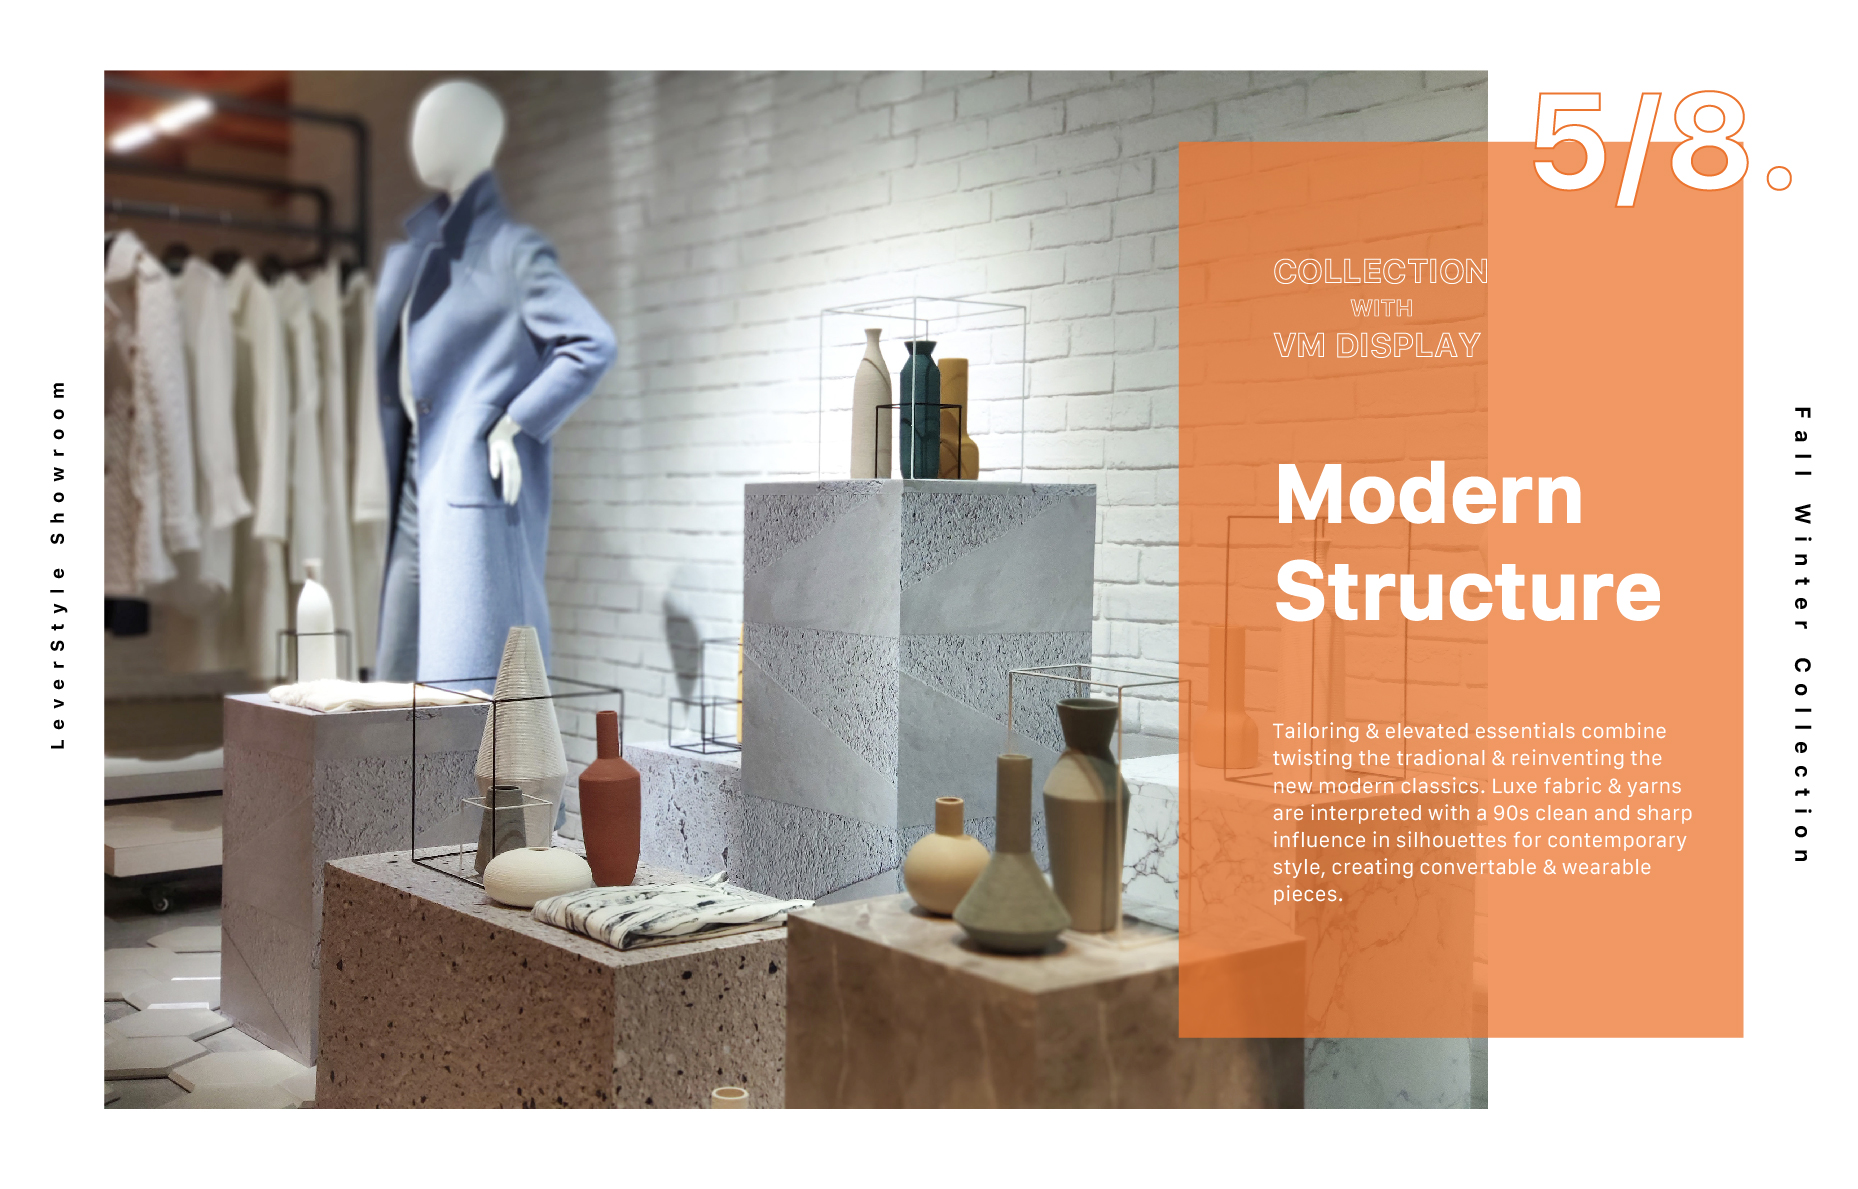 LeverStyle Showroom
5/8.
COLLECTION
WITH
VM DISPLAY
Modern
Structure
Tailoring & elevated essentials combine
twisting the tradional & reinventing the
new modern classics. Luxe fabric & yarns
are interpreted with a 90s clean and sharp
influence in silhouettes for contemporary
style, creating convertable & wearable
pieces.
Fall Winter Collection